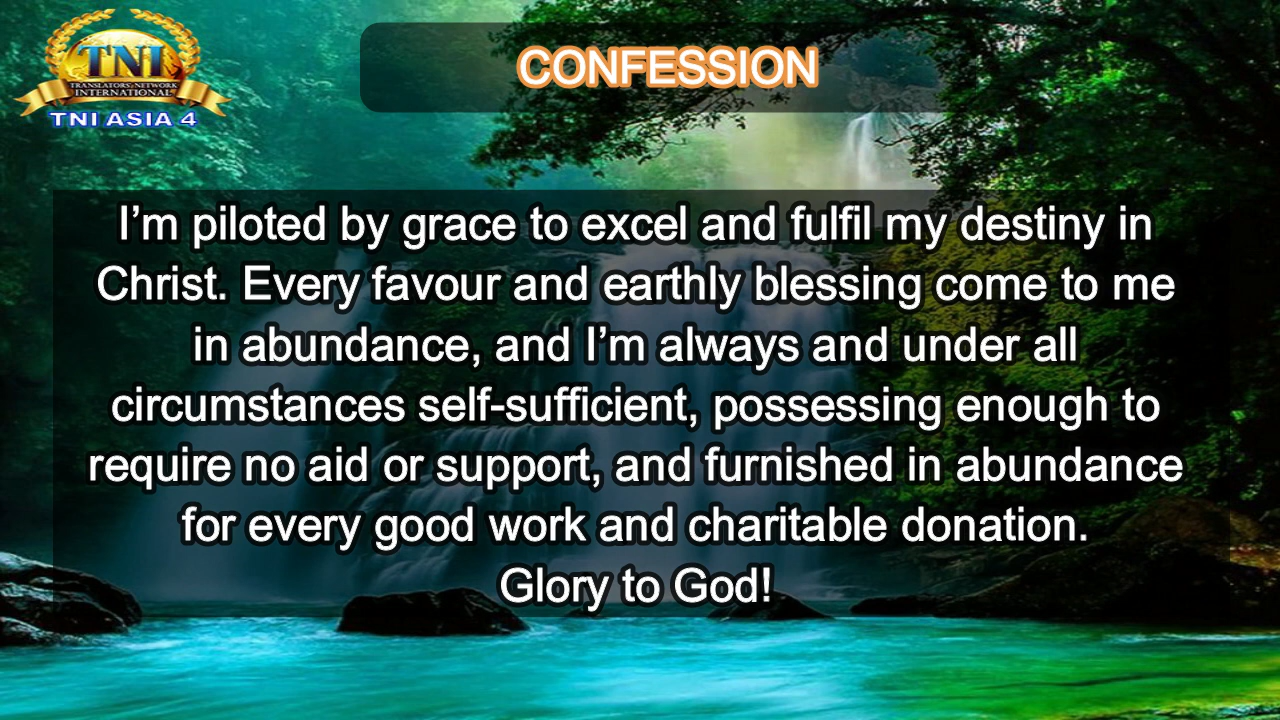 TNI
TRANSLATORS NETWORK
INTERNATIONAL
TNI ASIA 4
CONFESSION
I’m piloted by grace to excel and fulfil my destiny in
Christ. Every favour and earthly blessing come to me
in abundance, and I’m always and under all
circumstances self-sufficient, possessing enough to
require no aid or support, and furnished in abundance
for every good work and charitable donation.
Glory to God!